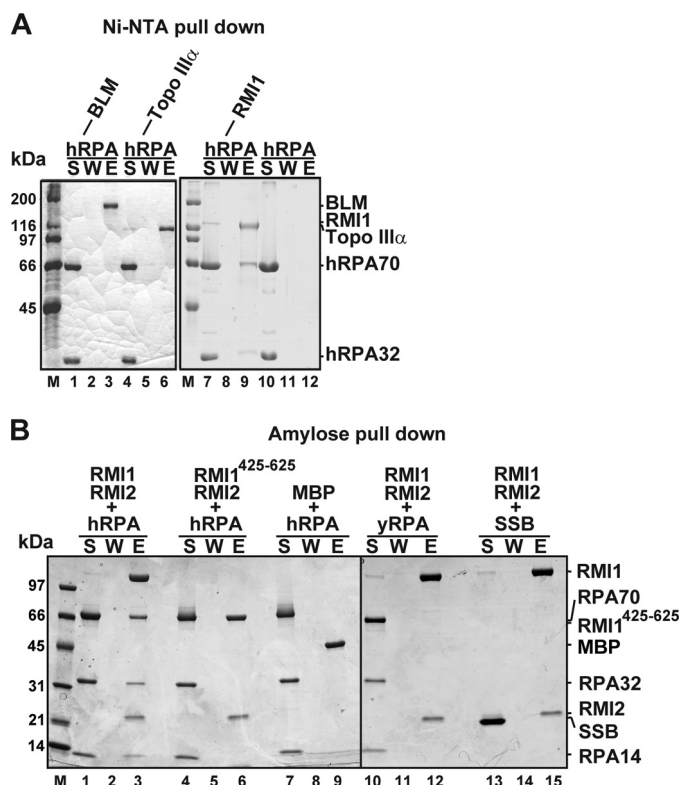 A
Ni-NTA pull down
BLM
Topo IIIα
RMI1
hRPA hRPA hRPA hRPA
kDa
S W E S W E S W E S W E
200
116
97
66
45
BLM
RMI1
Topo IIIα
hRPA70
hRPA32
M 1 2 3 4 5 6 M 7 8 9 10 11 12
B
Amylose pull down
RMI1 RMI2 + hRPA
RMI1425-625 RMI2 + hRPA
MBP + hRPA
RMI1 RMI2 + yRPA
RMI1 RMI2 + SSB
kDa
S W E S W E S W E S W E S W E
97
66
45
31
21
14
RMI1
RPA70
RMI1425-625
MBP
RPA32
RMI2
SSB
RPA14
M 1 2 3 4 5 6 7 8 9 10 11 12 13 14 15